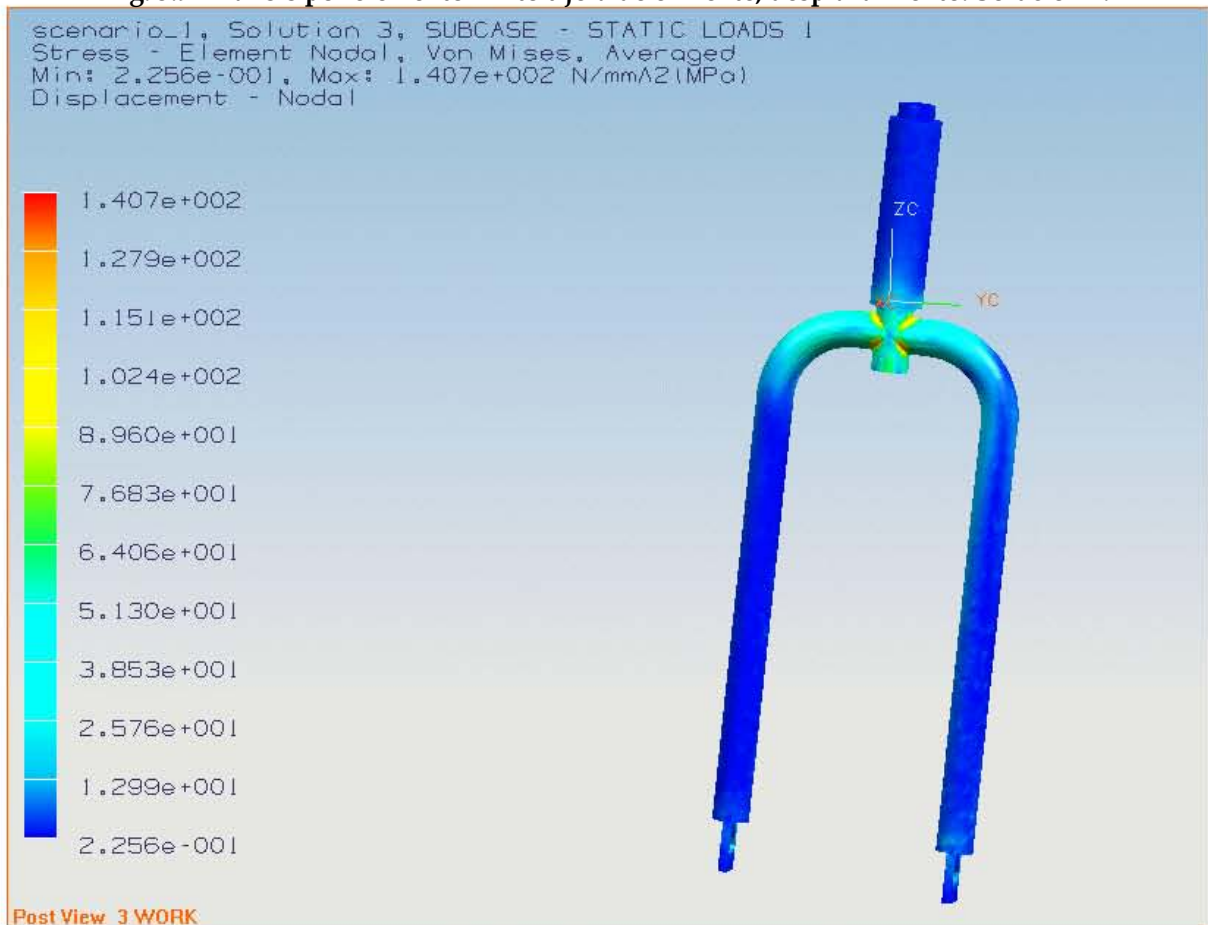 scenario_1, Solution 3, SUBCASE - STATIC LOADS 1
Stress - Element Nodal, Von Mises, Averaged
Min: 2.256e-001, Max: 1.407e+002 N/mm^2(MPa)
Displacement - Nodal
1.407e+002
1.279e+002
1.151e+002
1.024e+002
8.960e+001
7.683e+001
6.406e+001
5.130e+001
3.853e+001
2.576e+001
1.299e+001
2.256e-001
ZC
YC
Post View 3 WORK